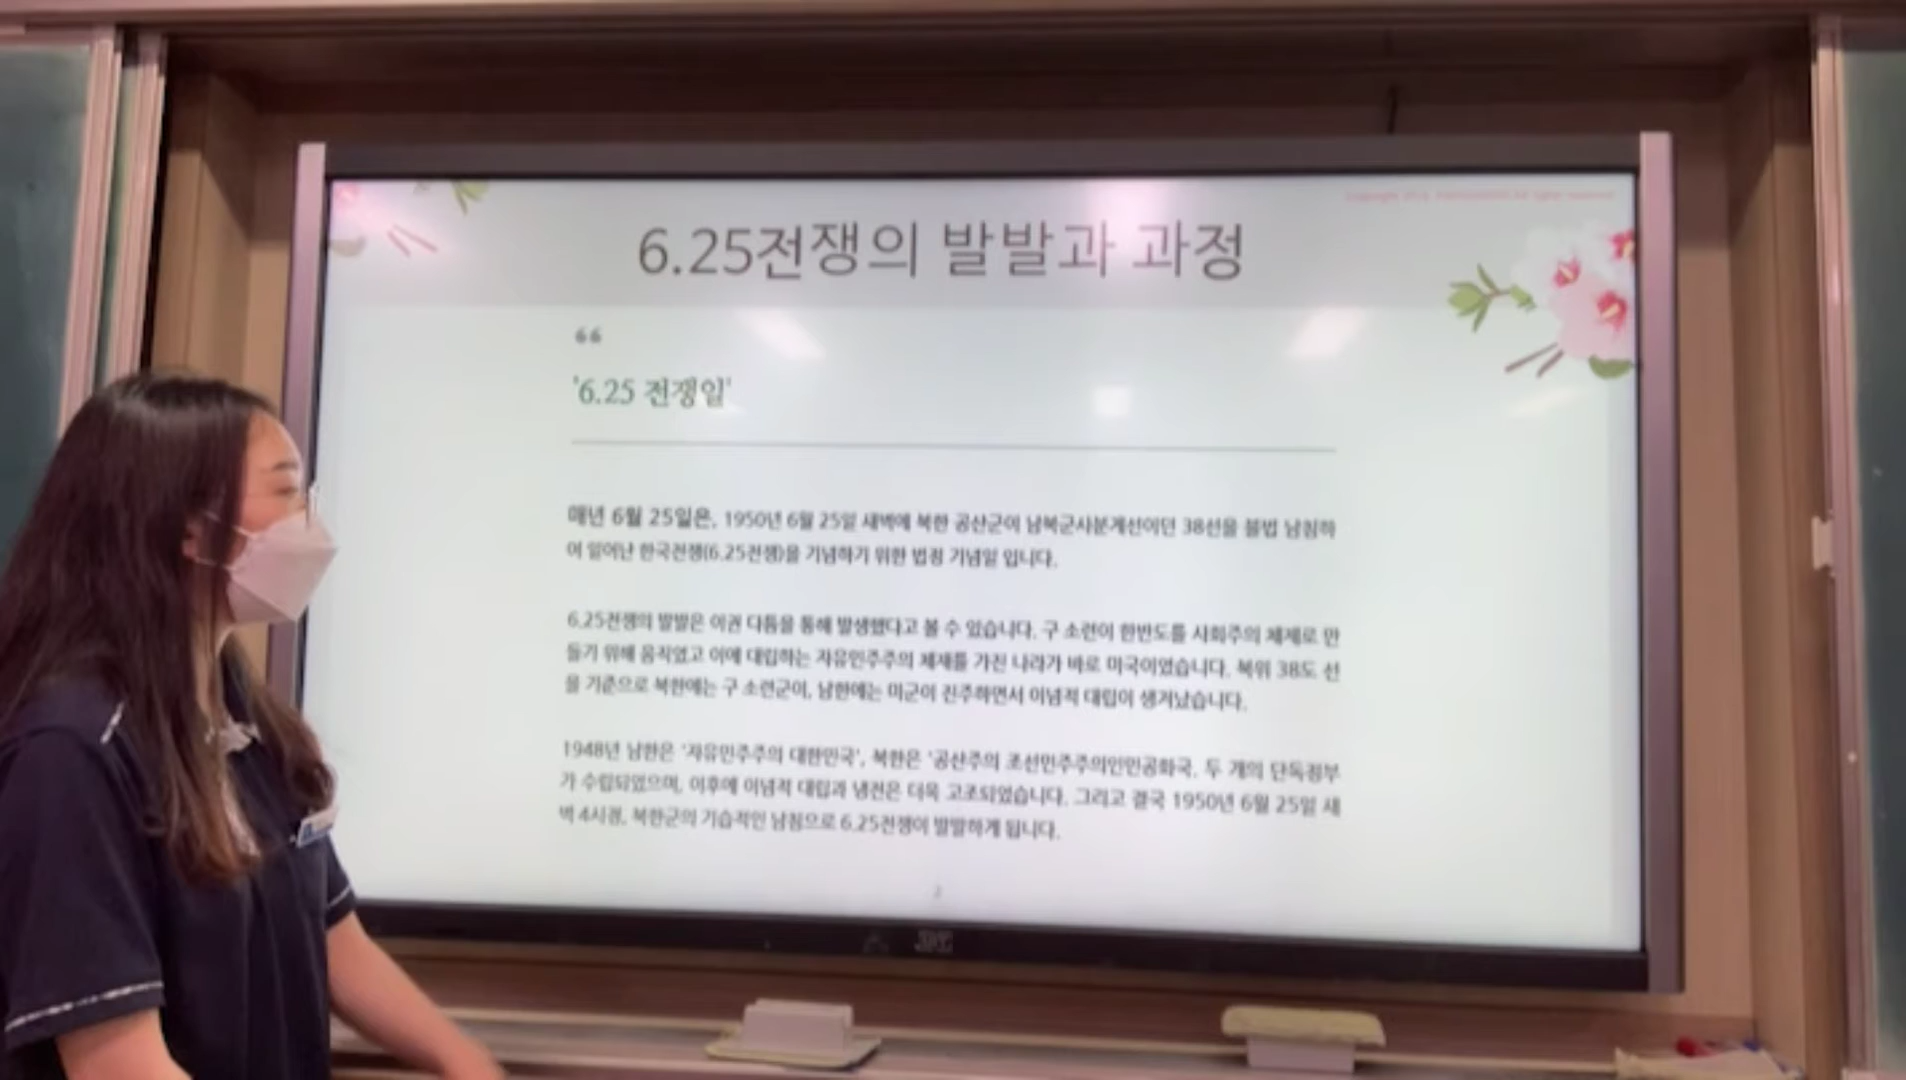 6.25전쟁의 발발과 과정
“
'6.25 전쟁일'
매년 6월 25일은, 1950년 6월 25일 새벽에 북한 공산군이 남북군사분계선이던 38선을 불법 남침하
여 일어난 한국전쟁(6.25전쟁)을 기념하기 위한 법정 기념일 입니다.
6.25전쟁의 발발은 이권 다툼을 통해 발생했다고 볼 수 있습니다. 구 소련이 한반도를 사회주의 체제로 만
들기 위해 움직였고 이에 대립하는 자유민주주의 체제를 가진 나라가 바로 미국이었습니다. 북위 38도 선
을 기준으로 북한에는 구 소련군이, 남한에는 미군이 진주하면서 이념적 대립이 생겨났습니다.
1948년 남한은 '자유민주주의 대한민국', 북한은 '공산주의 조선민주주의인민공화국, 두 개의 단독정부
가 수립되었으며, 이후에 이념적 대립과 냉전은 더욱 고조되었습니다. 그리고 결국 1950년 6월 25일 새
벽 4시경, 북한군의 기습적인 남침으로 6.25전쟁이 발발하게 됩니다.
2